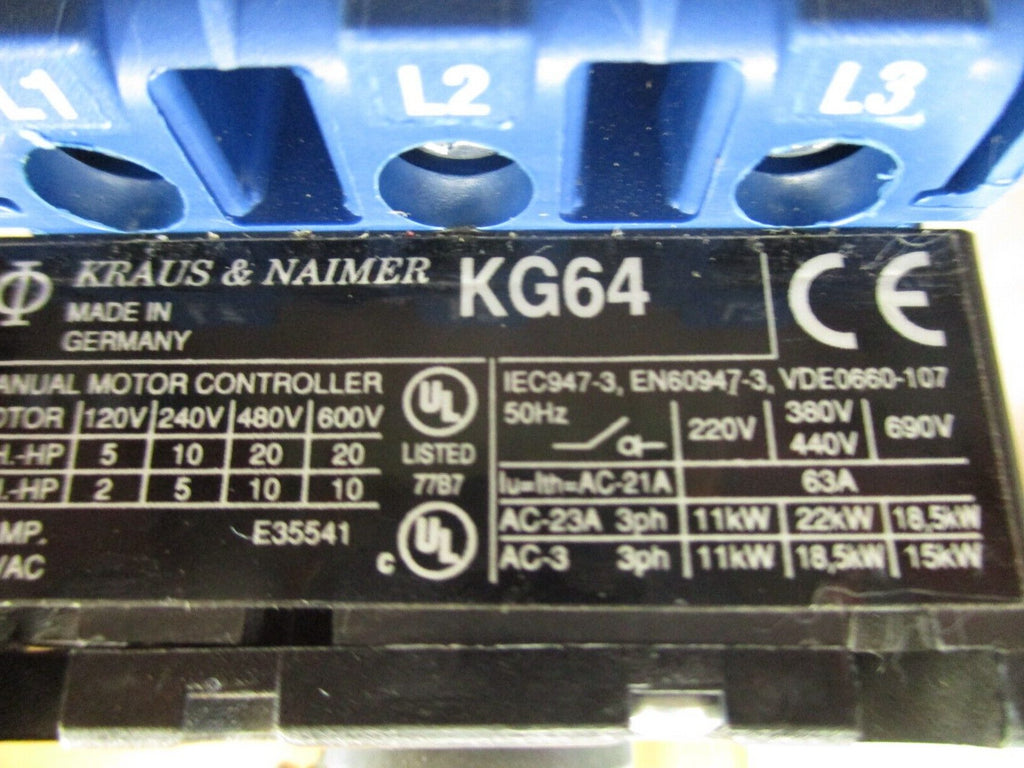 L1 L2 L3
KRAUS & NAIMER KG64 CE
MADE IN
GERMANY
ANUAL MOTOR CONTROLLER
OTOR 120V 240V 480V 600V
H.-HP 5 10 20 20
H.-HP 2 5 10 10
MP. E35541
VAC
UL
LISTED
77B7
c UL
IEC947-3, EN60947-3, VDE0660-107
50Hz 220V 380V 440V 690V
Iu=Ith=AC-21A 63A
AC-23A 3ph 11kW 22kW 18,5kW
AC-3 3ph 11kW 18,5kW 15kW